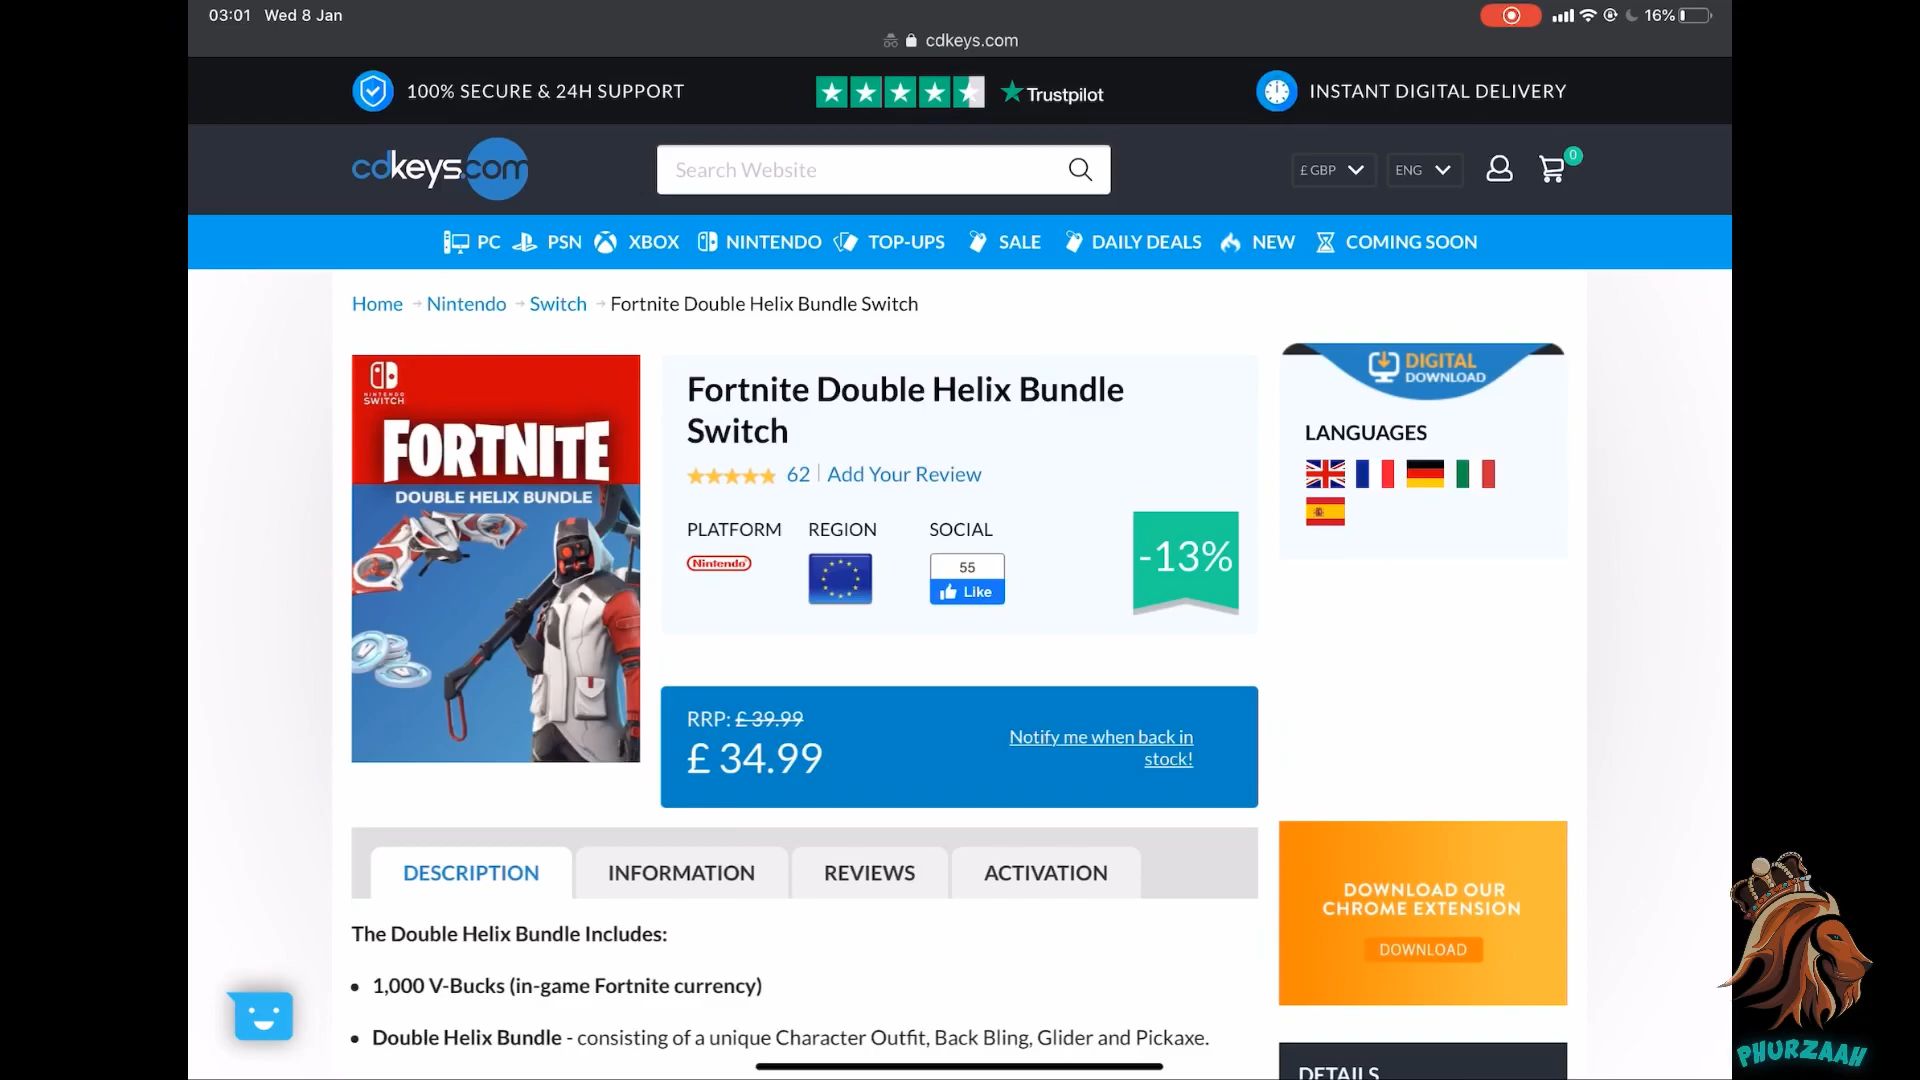 03:01 Wed 8 Jan
16%
cdkeys.com
100% SECURE & 24H SUPPORT
Trustpilot
INSTANT DIGITAL DELIVERY
cdkeys.com
Search Website
£ GBP
ENG
0
PC
PSN
XBOX
NINTENDO
TOP-UPS
SALE
DAILY DEALS
NEW
COMING SOON
Home Nintendo Switch Fortnite Double Helix Bundle Switch
NINTENDO
SWITCH
FORTNITE
DOUBLE HELIX BUNDLE
Fortnite Double Helix Bundle
Switch
62 Add Your Review
PLATFORM
REGION
SOCIAL
Nintendo
55
Like
-13%
DIGITAL
DOWNLOAD
LANGUAGES
RRP: £ 39.99
£ 34.99
Notify me when back in
stock!
DESCRIPTION
INFORMATION
REVIEWS
ACTIVATION
The Double Helix Bundle Includes:
• 1,000 V-Bucks (in-game Fortnite currency)
• Double Helix Bundle - consisting of a unique Character Outfit, Back Bling, Glider and Pickaxe.
DOWNLOAD OUR
CHROME EXTENSION
DOWNLOAD
DETAILS
PHURZAAH